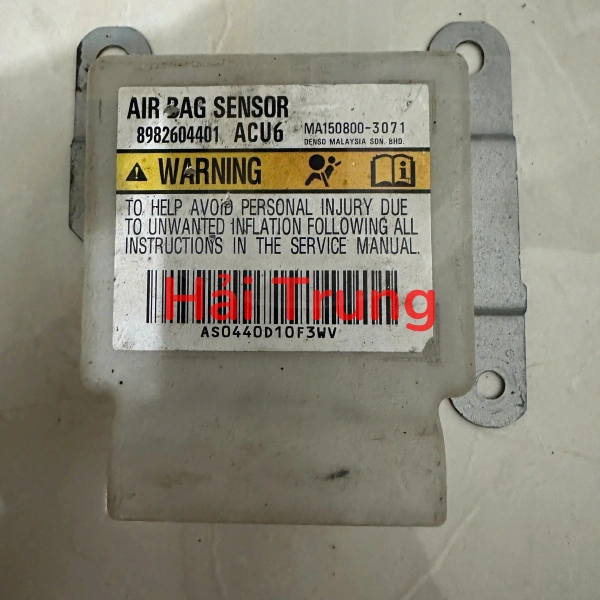 AIR BAG SENSOR
8982604401 ACU6 MA150800-3071
DENSO MALAYSIA SDN. BHD.
WARNING
TO HELP AVOID PERSONAL INJURY DUE
TO UNWANTED INFLATION FOLLOWING ALL
INSTRUCTIONS IN THE SERVICE MANUAL.
Hải Trung
AS0440D10F3WV